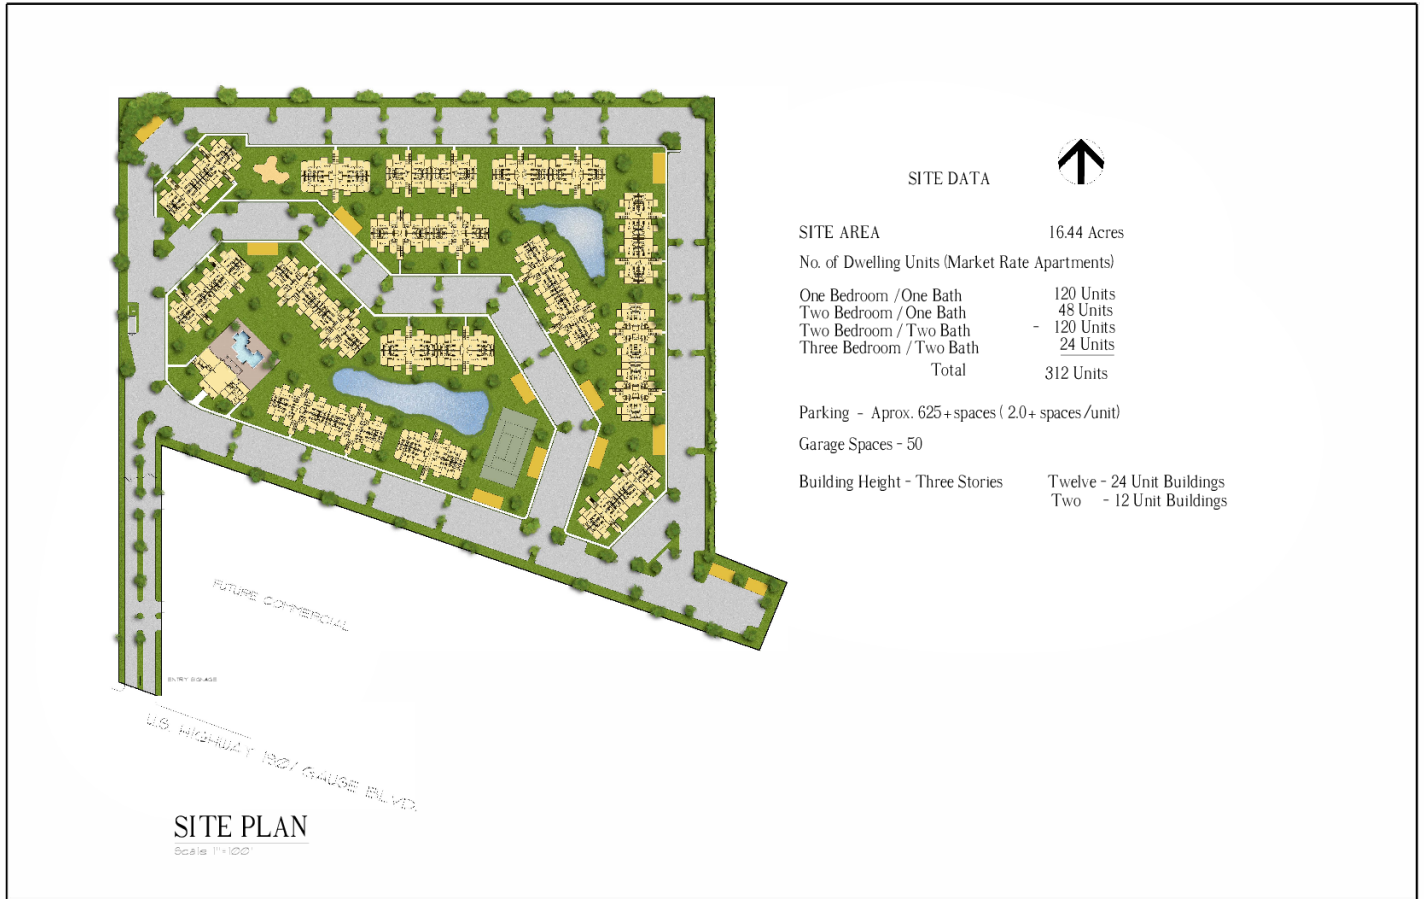 SITE DATA
SITE AREA 16.44 Acres
No. of Dwelling Units (Market Rate Apartments)
One Bedroom /One Bath 120 Units
Two Bedroom /One Bath 48 Units
Two Bedroom / Two Bath - 120 Units
Three Bedroom / Two Bath 24 Units
Total 312 Units
Parking - Aprox. 625+spaces ( 2.0+ spaces/unit)
Garage Spaces - 50
Building Height - Three Stories Twelve - 24 Unit Buildings
Two - 12 Unit Buildings
FUTURE COMMERCIAL
ENTRY SIGNAGE
U.S. HIGHWAY 190/ GAUSE BLVD.
SITE PLAN
Scale 1"=100'